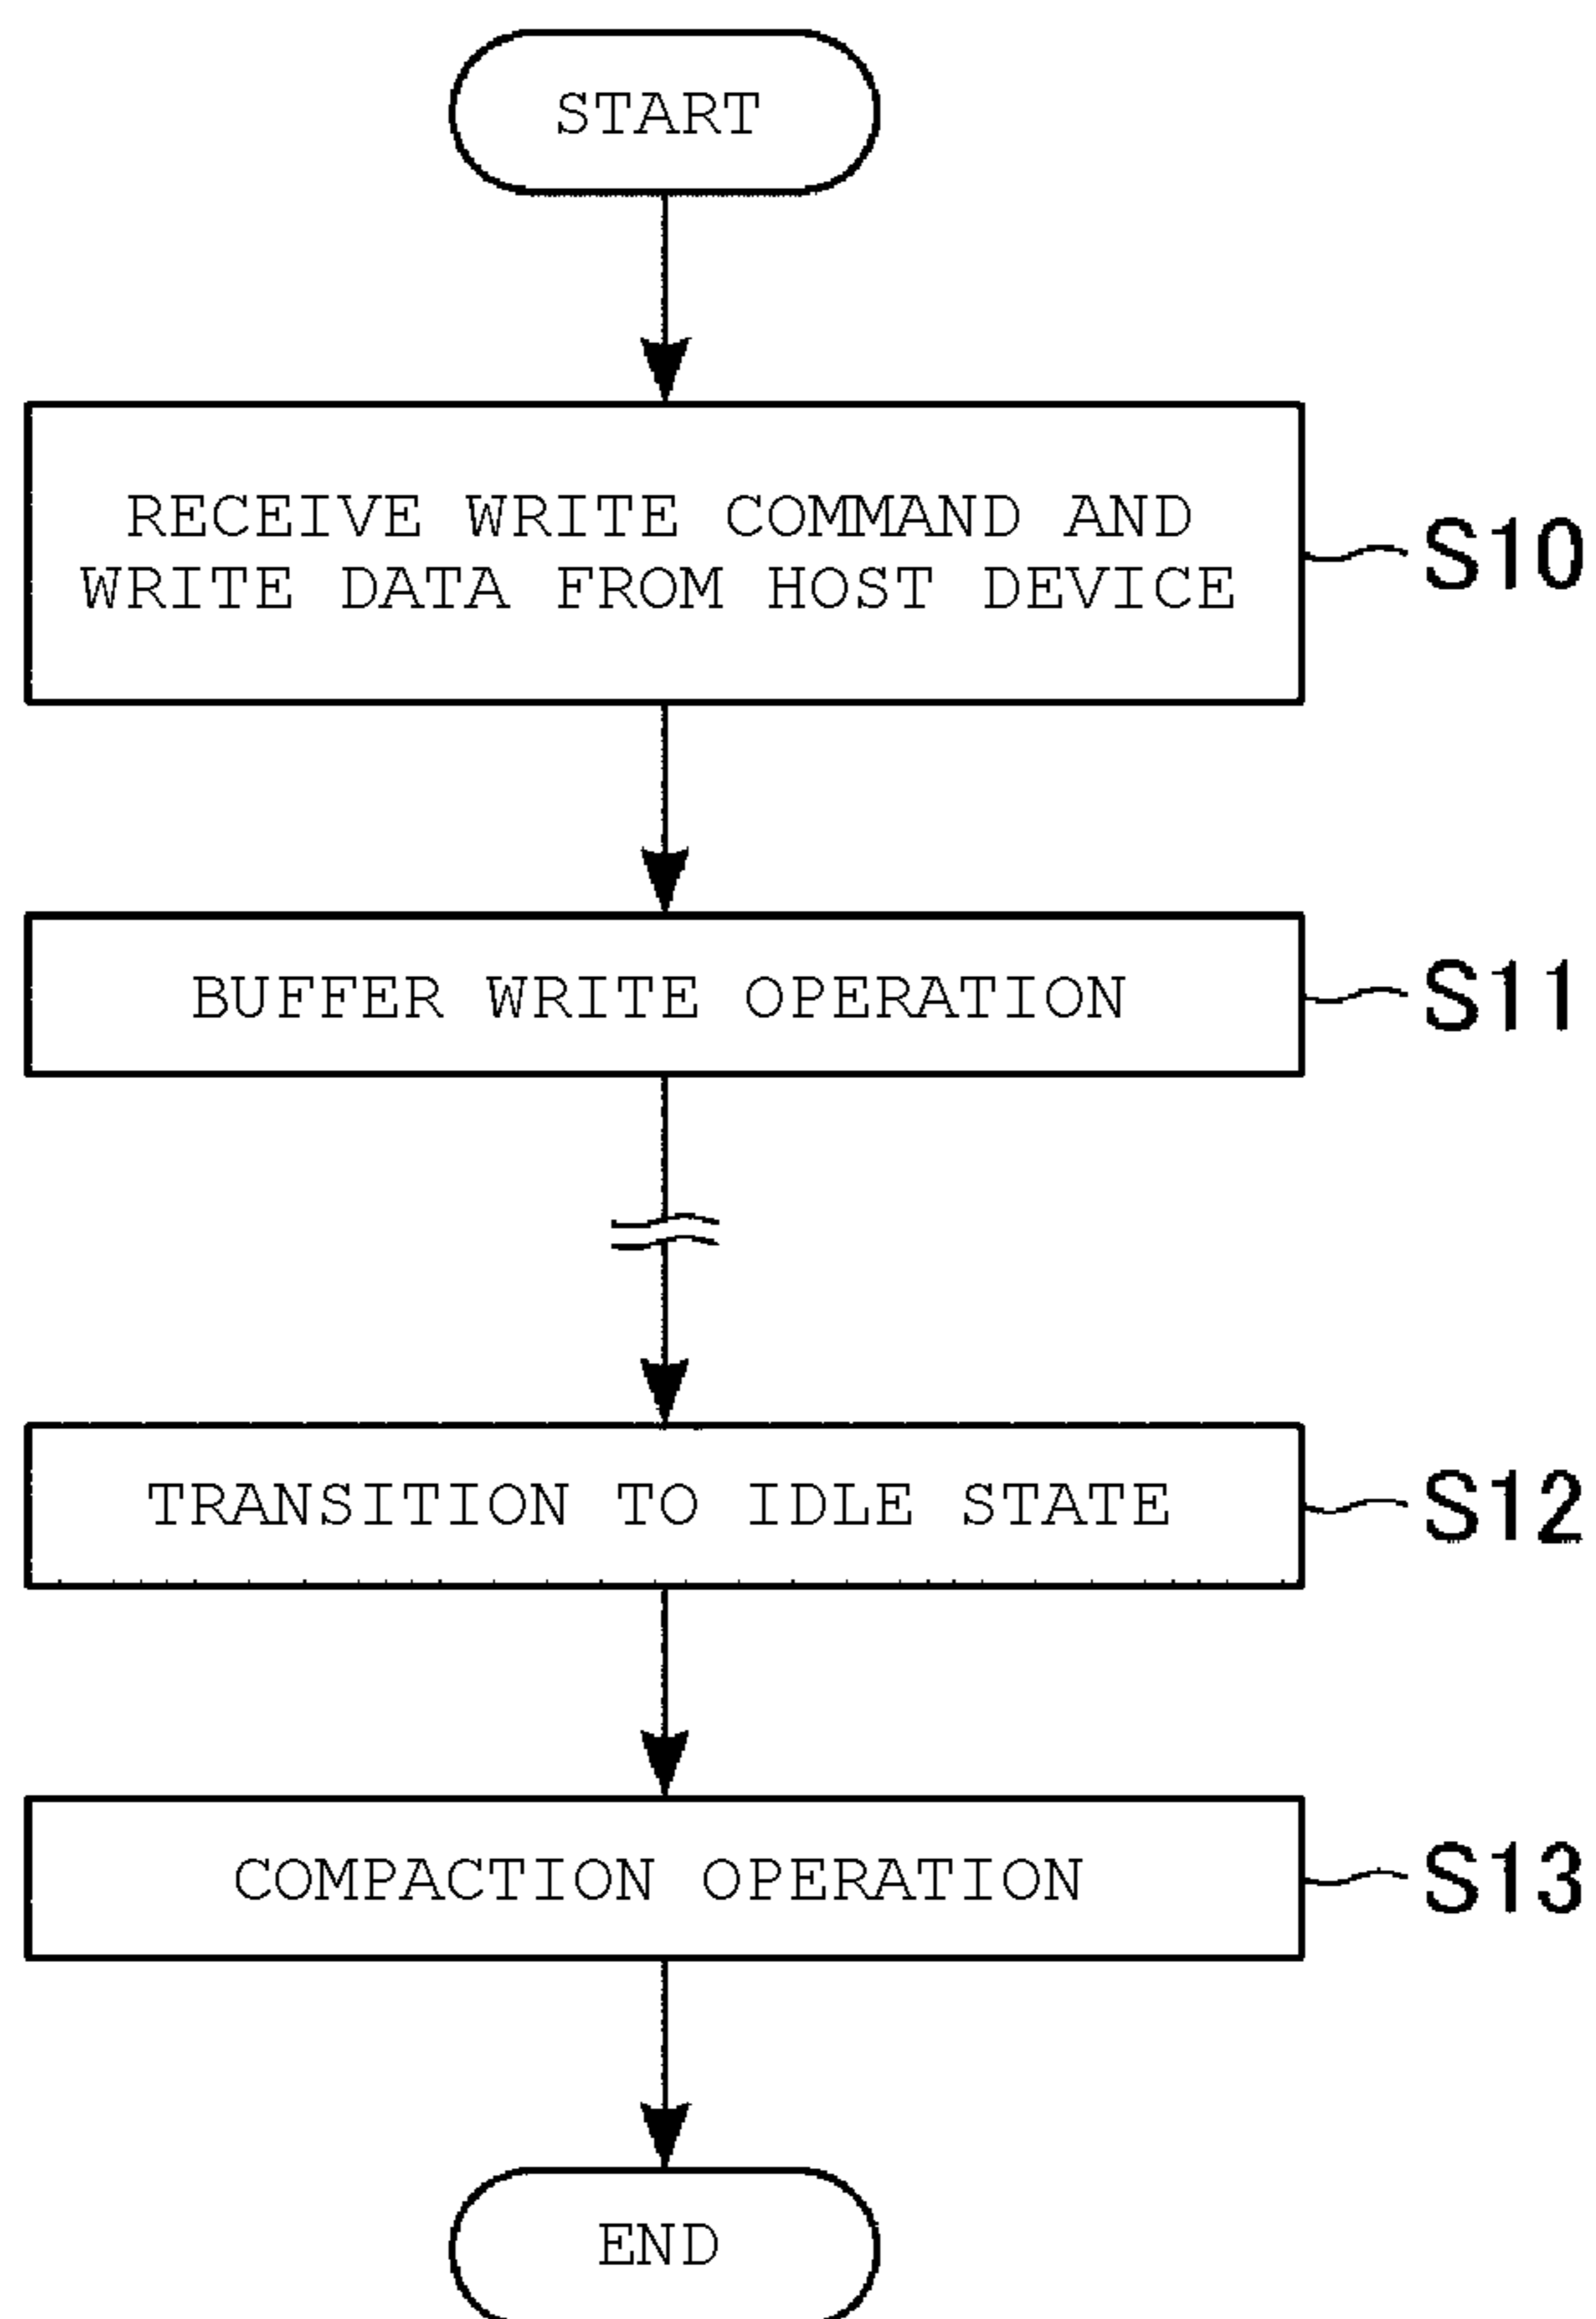 START
RECEIVE WRITE COMMAND AND
WRITE DATA FROM HOST DEVICE
S10
BUFFER WRITE OPERATION
S11
TRANSITION TO IDLE STATE
S12
COMPACTION OPERATION
S13
END